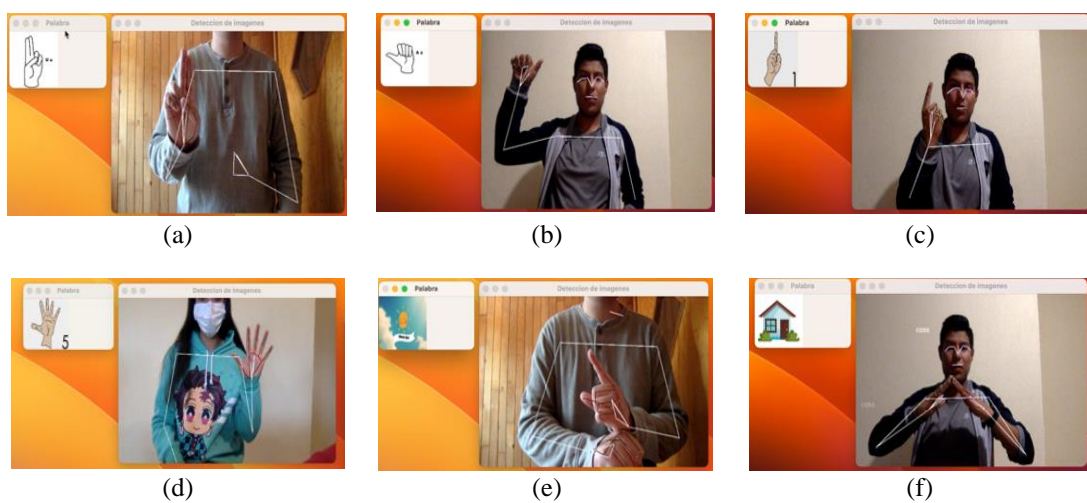 Palabra
Deteccion de imagenes
Palabra
Deteccion de imagenes
Palabra
Deteccion de imagenes
1
(a)
(b)
(c)
Palabra
Deteccion de imagenes
5
Palabra
Deteccion de imagenes
Palabra
Deteccion de imagenes
(d)
(e)
(f)